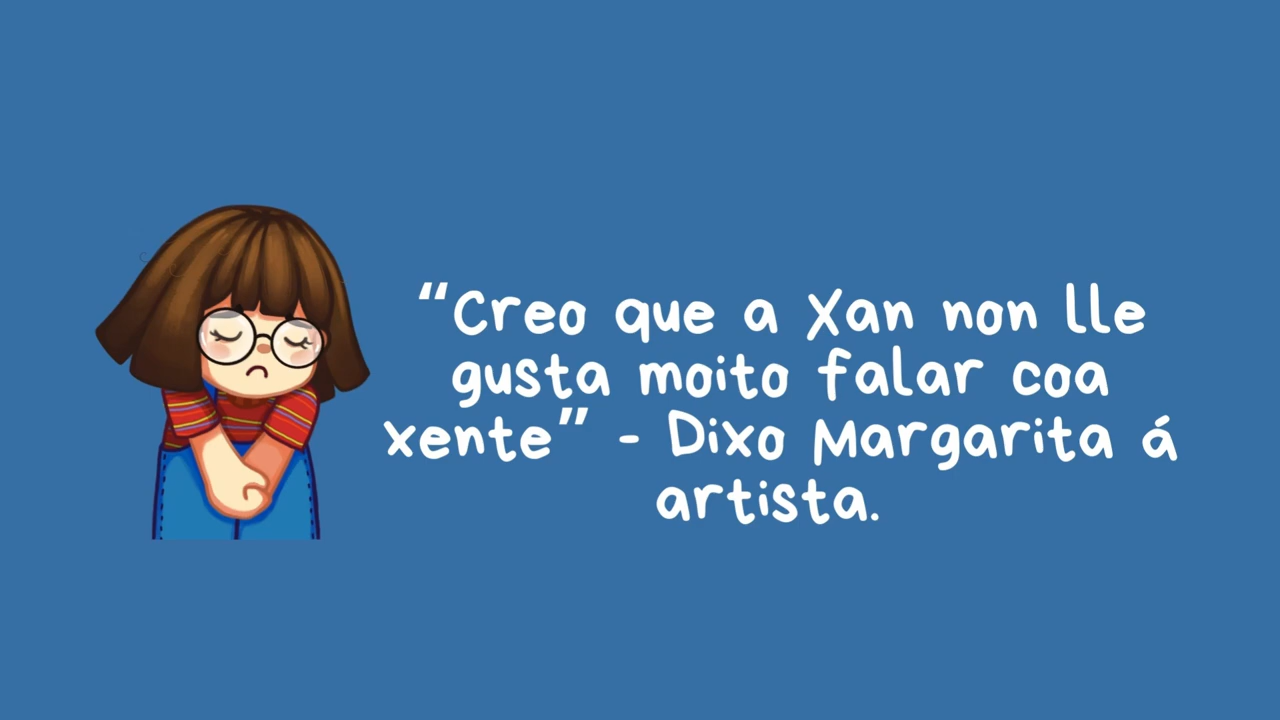 “Creo que a Xan non lle
gusta moito falar coa
xente” - Dixo Margarita á
artista.